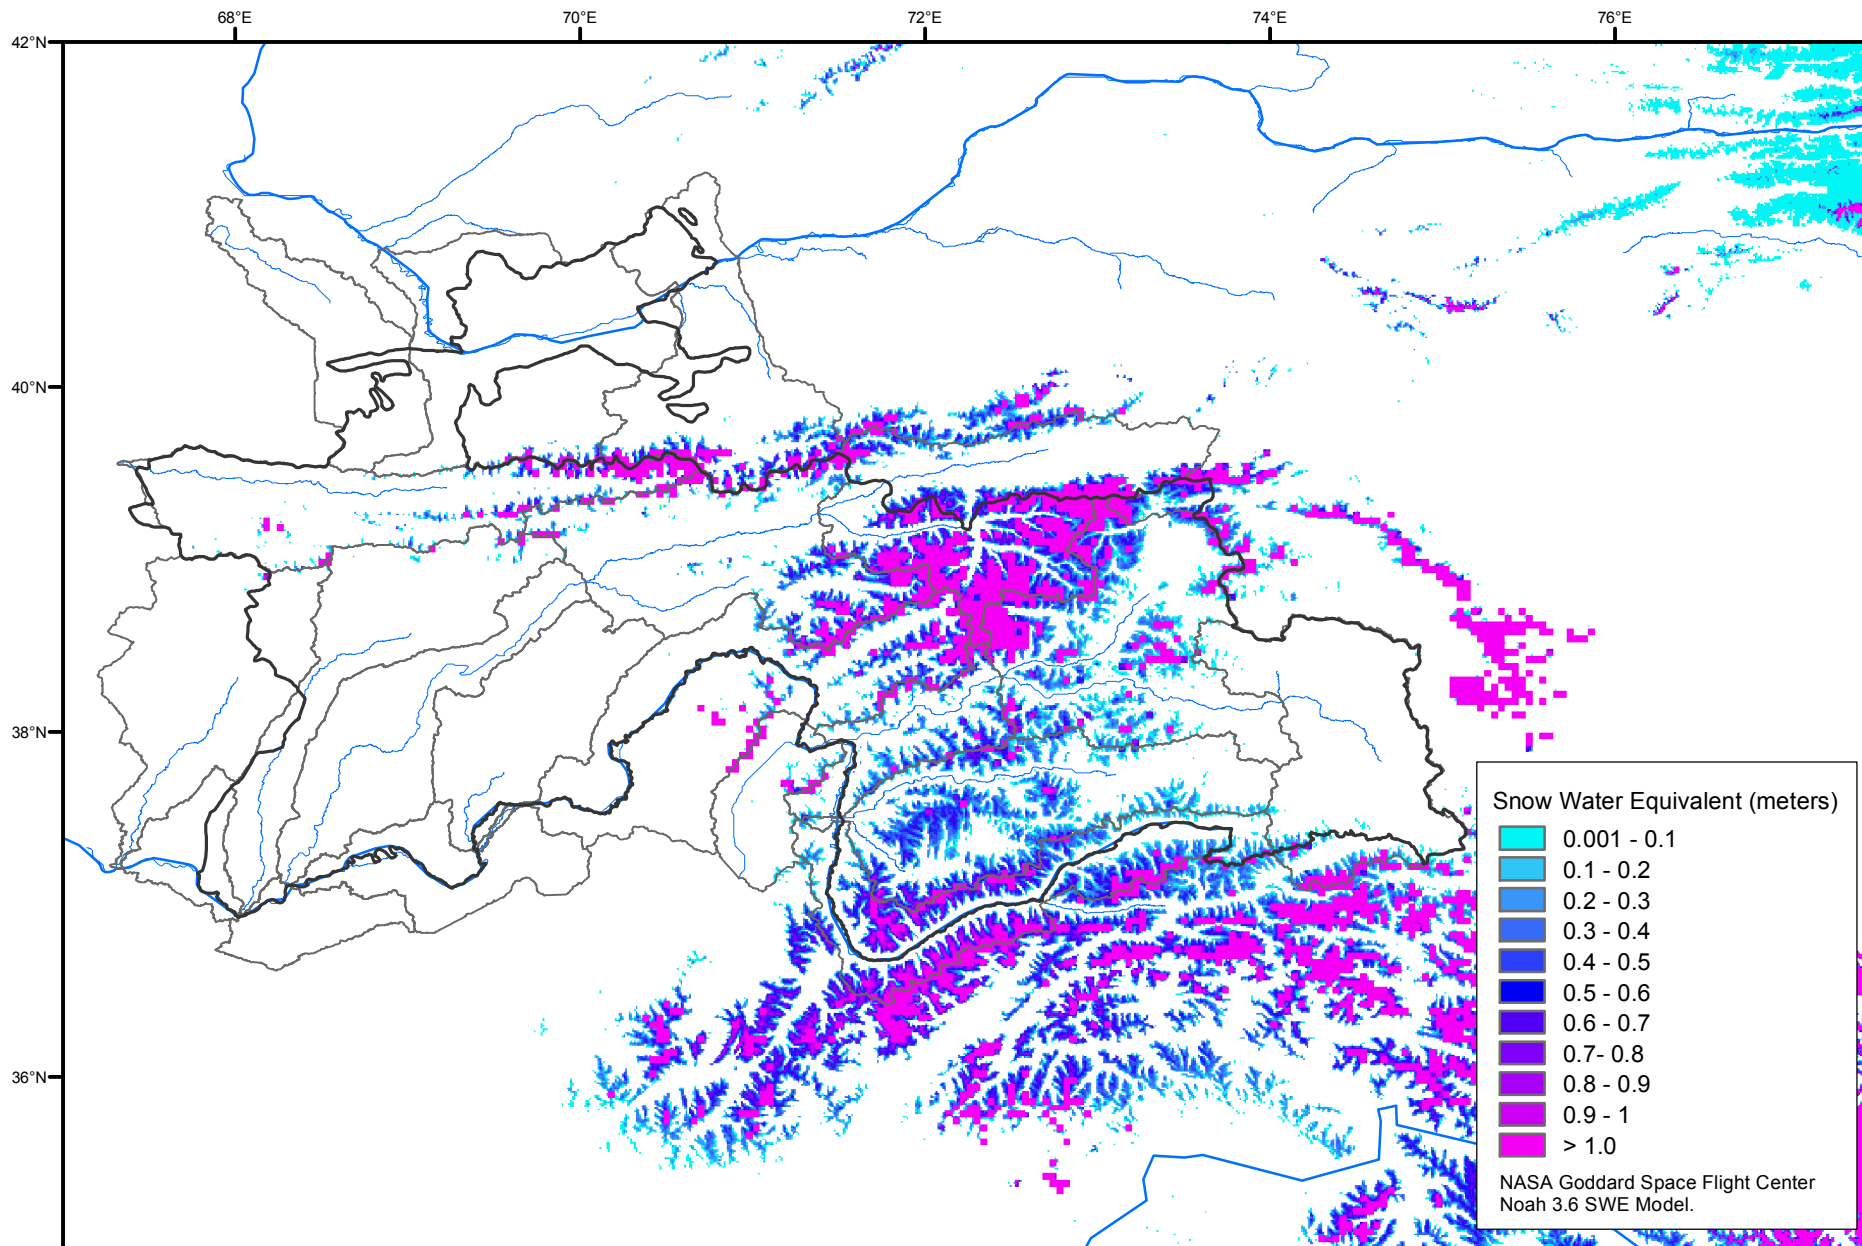 68°E
70°E
72°E
74°E
76°E
42°N
40°N
38°N
36°N
Snow Water Equivalent (meters)
0.001 - 0.1
0.1 - 0.2
0.2 - 0.3
0.3 - 0.4
0.4 - 0.5
0.5 - 0.6
0.6 - 0.7
0.7- 0.8
0.8 - 0.9
0.9 - 1
> 1.0
NASA Goddard Space Flight Center
Noah 3.6 SWE Model.